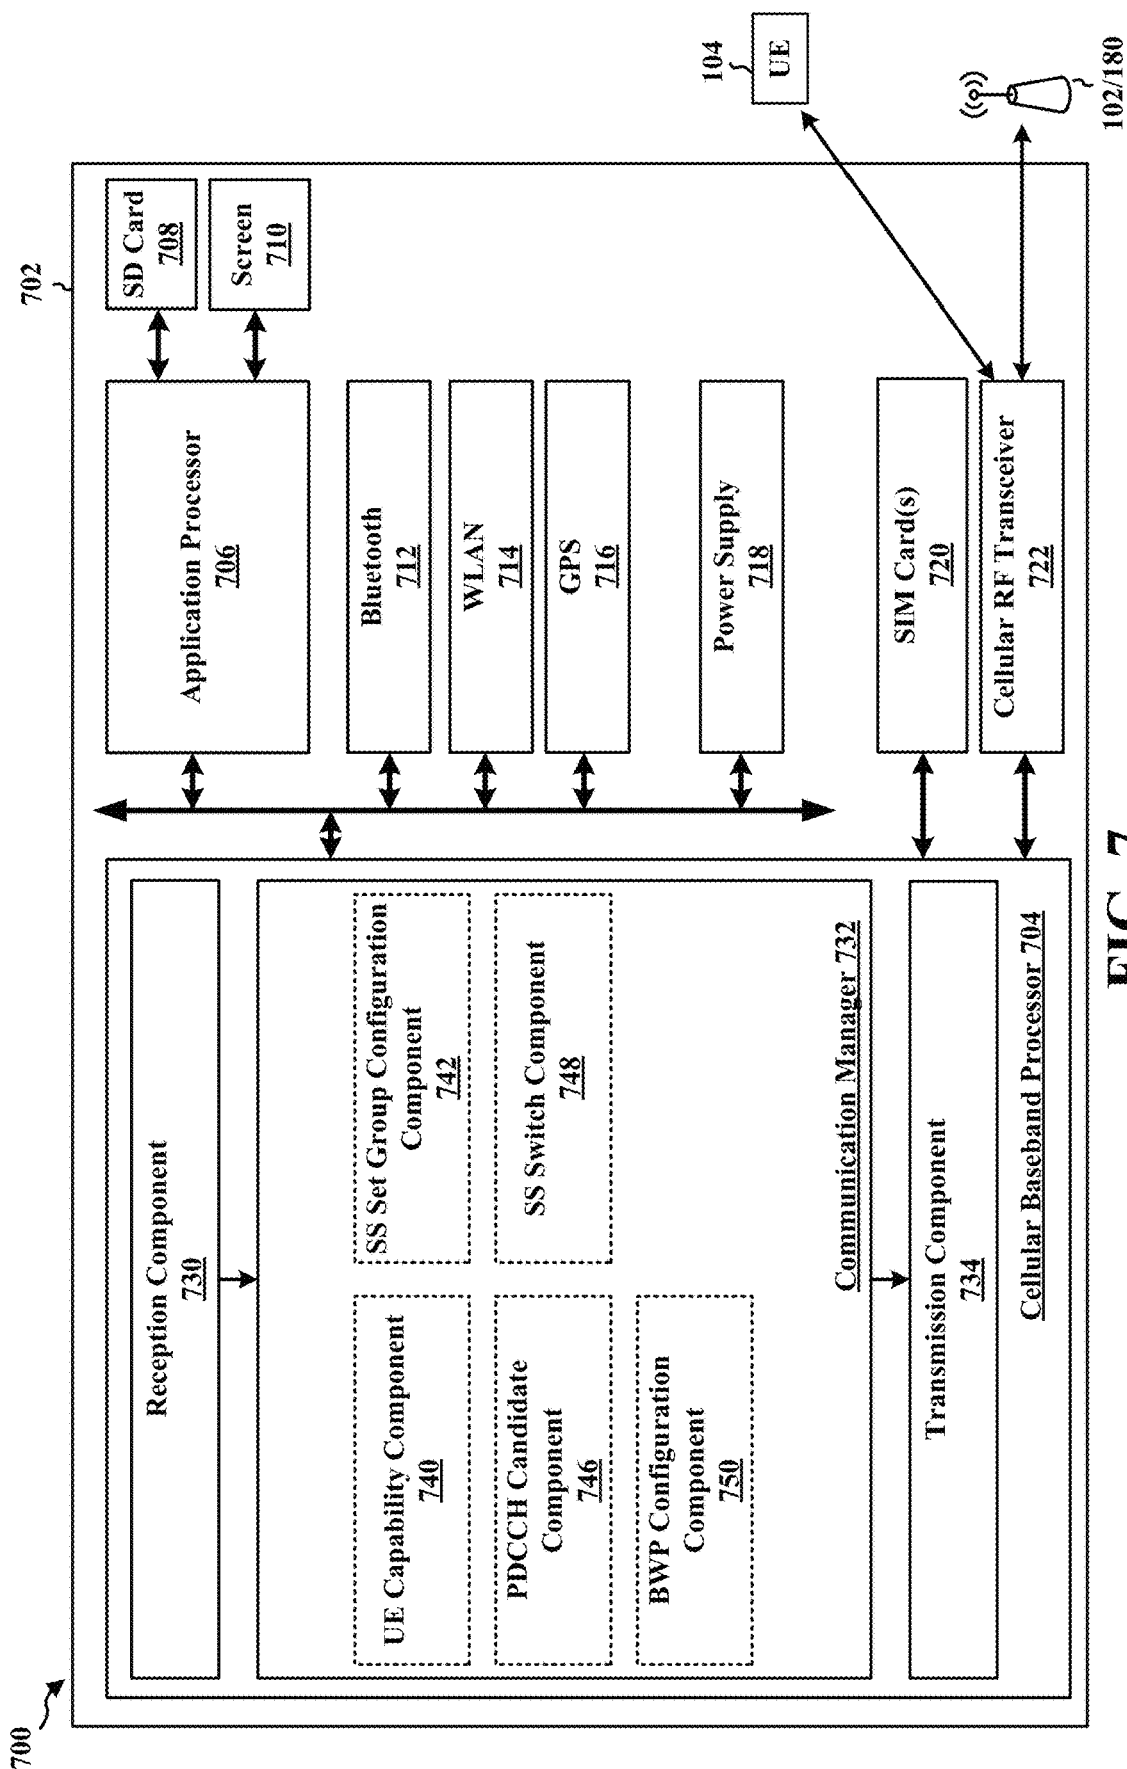 700
702
Reception Component
730
UE Capability Component
740
SS Set Group Configuration
Component
742
PDCCH Candidate
Component
746
SS Switch Component
748
BWP Configuration
Component
750
Communication Manager 732
Transmission Component
734
Cellular Baseband Processor 704
Application Processor
706
SD Card
708
Screen
710
Bluetooth
712
WLAN
714
GPS
716
Power Supply
718
SIM Card(s)
720
Cellular RF Transceiver
722
104
UE
102/180
FIG. 7